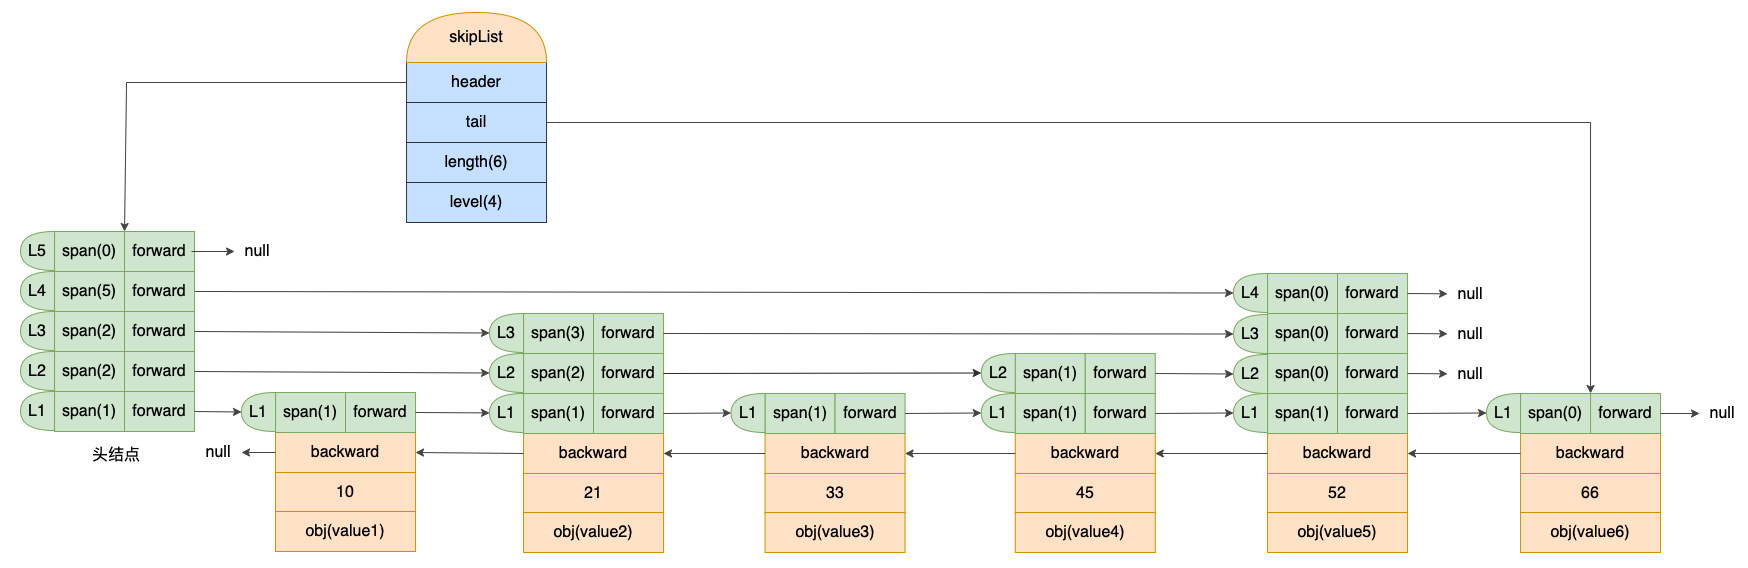 skipList
header
tail
length(6)
level(4)
L5 span(0) forward null
L4 span(5) forward
L3 span(2) forward
L2 span(2) forward
L1 span(1) forward
头结点
L1 span(1) forward
null backward
10
obj(value1)
L3 span(3) forward
L2 span(2) forward
L1 span(1) forward
backward
21
obj(value2)
L1 span(1) forward
backward
33
obj(value3)
L2 span(1) forward
L1 span(1) forward
backward
45
obj(value4)
L4 span(0) forward null
L3 span(0) forward null
L2 span(0) forward null
L1 span(1) forward
backward
52
obj(value5)
L1 span(0) forward null
backward
66
obj(value6)